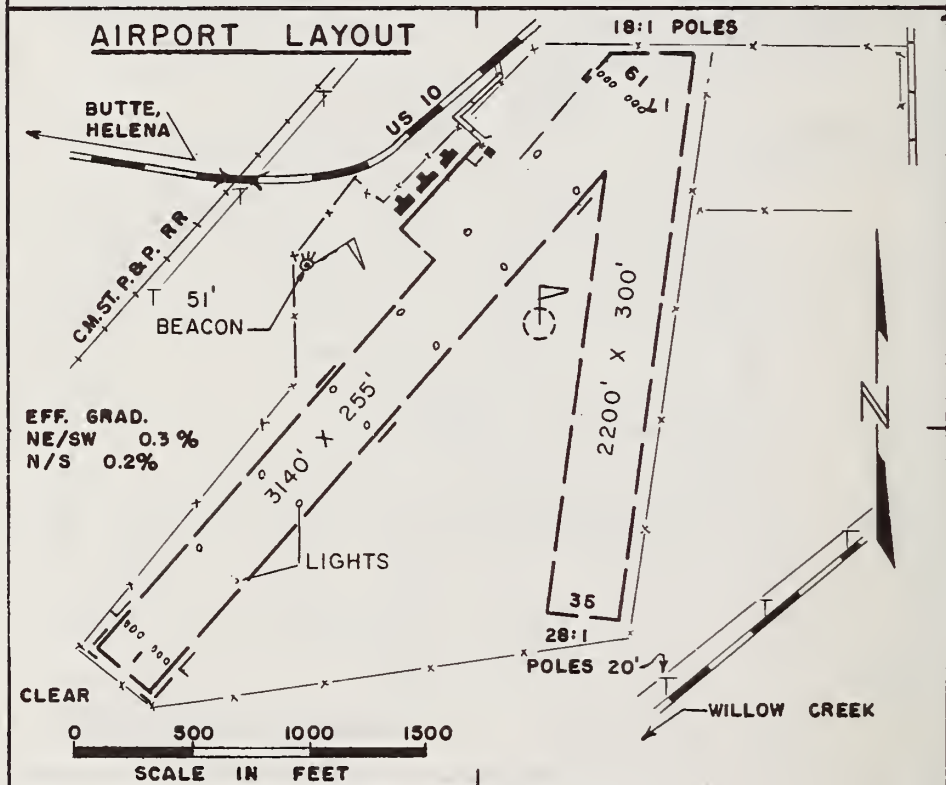 AIRPORT LAYOUT
18:1 POLES
19
17
US 10
BUTTE,
HELENA
C.M. ST. P. & P. RR
T
T
T
51'
BEACON
300'
2200' X
255'
3140' X
N
EFF. GRAD.
NE/SW 0.3 %
N/S 0.2%
LIGHTS
1
35
28:1
POLES 20'
T
T
T
WILLOW CREEK
CLEAR
0 500 1000 1500
SCALE IN FEET